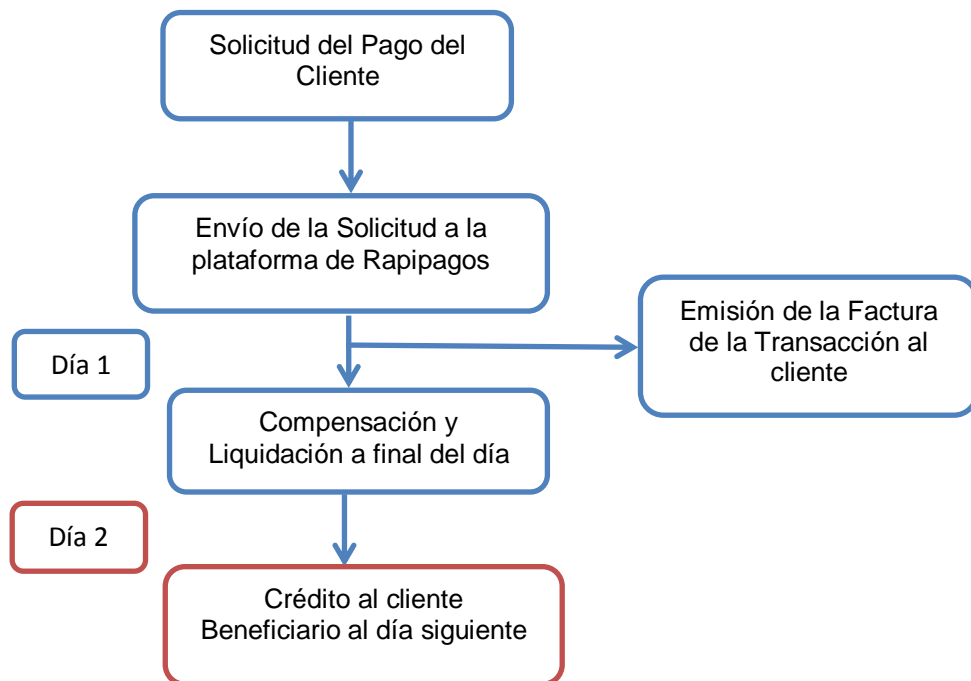 Solicitud del Pago del
Cliente
Envío de la Solicitud a la
plataforma de Rapipagos
Emisión de la Factura
de la Transacción al
cliente
Día 1
Compensación y
Liquidación a final del día
Día 2
Crédito al cliente
Beneficiario al día siguiente